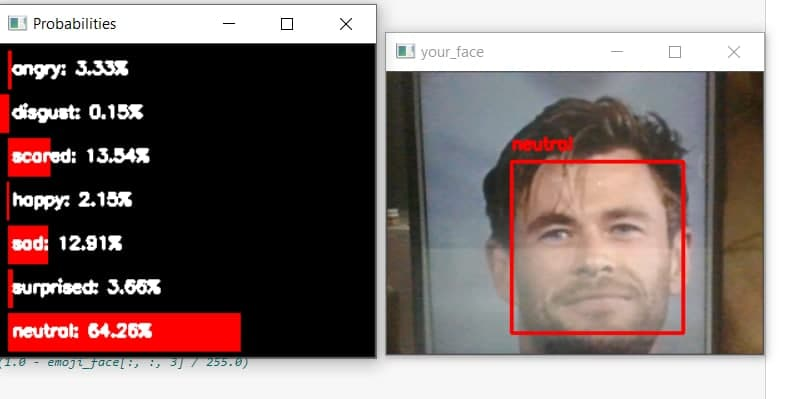 Probabilities
angry: 3.33%
disgust: 0.15%
scared: 13.54%
happy: 2.15%
sad: 12.91%
surprised: 3.66%
neutral: 64.26%
(1.0 - emoji_face[:, :, 3] / 255.0)
your_face
neutral